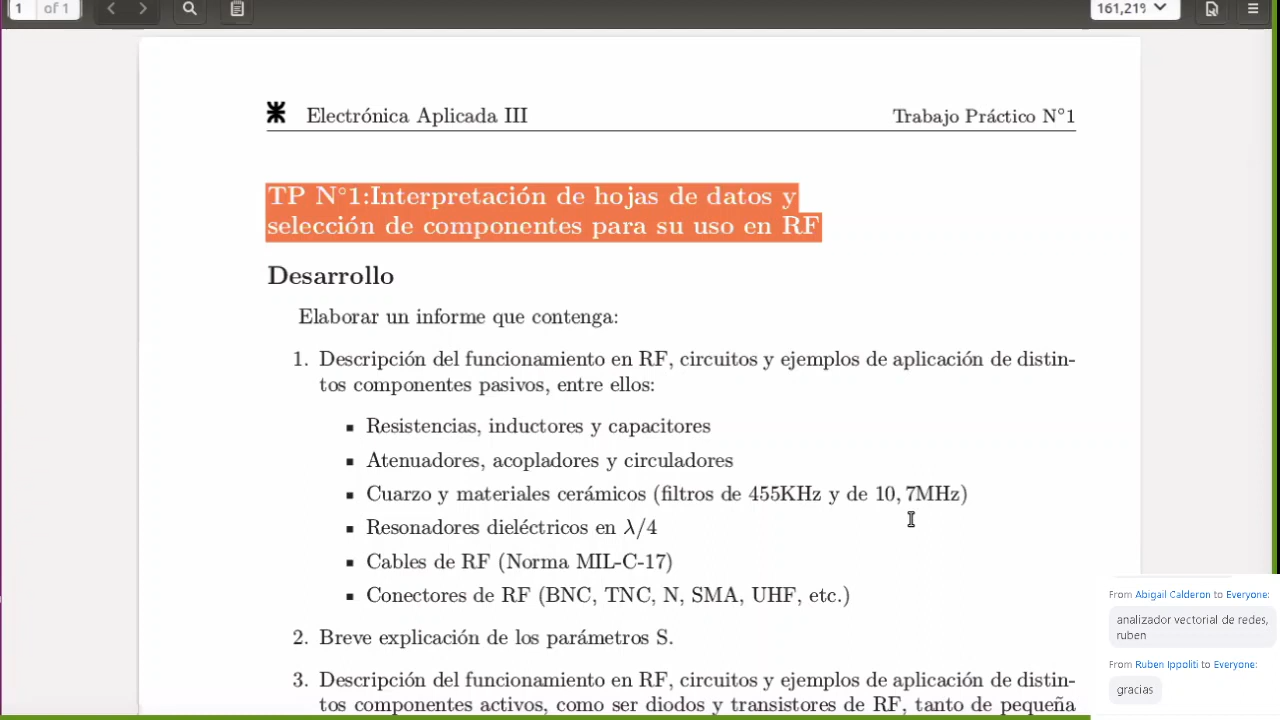 1 of 1
161,21%
Electrónica Aplicada III
Trabajo Práctico N°1
TP N°1:Interpretación de hojas de datos y
selección de componentes para su uso en RF
Desarrollo
Elaborar un informe que contenga:
1. Descripción del funcionamiento en RF, circuitos y ejemplos de aplicación de distin-
tos componentes pasivos, entre ellos:
▪ Resistencias, inductores y capacitores
▪ Atenuadores, acopladores y circuladores
▪ Cuarzo y materiales cerámicos (filtros de 455KHz y de 10, 7MHz)
▪ Resonadores dieléctricos en λ/4
▪ Cables de RF (Norma MIL-C-17)
▪ Conectores de RF (BNC, TNC, N, SMA, UHF, etc.)
2. Breve explicación de los parámetros S.
3. Descripción del funcionamiento en RF, circuitos y ejemplos de aplicación de distin-
tos componentes activos, como ser diodos y transistores de RF, tanto de pequeña
From Abigail Calderon to Everyone:
analizador vectorial de redes,
ruben
From Ruben Ippoliti to Everyone:
gracias